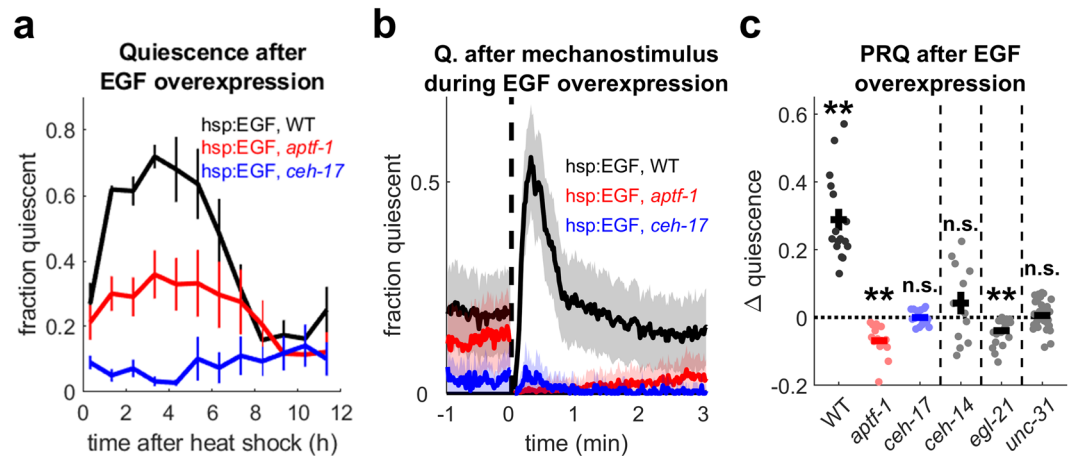 a
Quiescence after
EGF overexpression
hsp:EGF, WT
hsp:EGF, aptf-1
hsp:EGF, ceh-17
fraction quiescent
0.8
0.6
0.4
0.2
0
0 2 4 6 8 10 12
time after heat shock (h)
b
Q. after mechanostimulus
during EGF overexpression
hsp:EGF, WT
hsp:EGF, aptf-1
hsp:EGF, ceh-17
fraction quiescent
0.5
0
-1 0 1 2 3
time (min)
c
PRQ after EGF
overexpression
Δ quiescence
0.6
0.4
0.2
0
-0.2
**
**
n.s.
n.s.
**
n.s.
WT
aptf-1
ceh-17
ceh-14
egl-21
unc-31